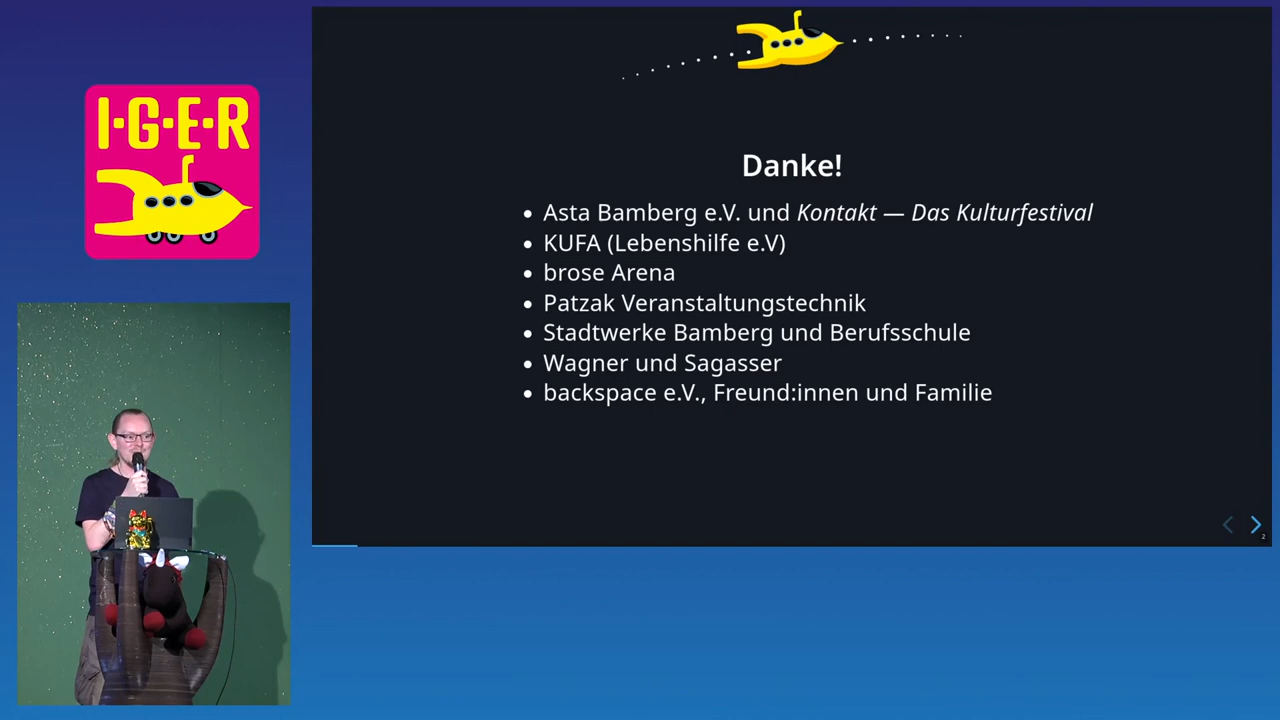 I·G·E·R
Danke!
Asta Bamberg e.V. und Kontakt — Das Kulturfestival
KUFA (Lebenshilfe e.V)
brose Arena
Patzak Veranstaltungstechnik
Stadtwerke Bamberg und Berufsschule
Wagner und Sagasser
backspace e.V., Freund:innen und Familie
2